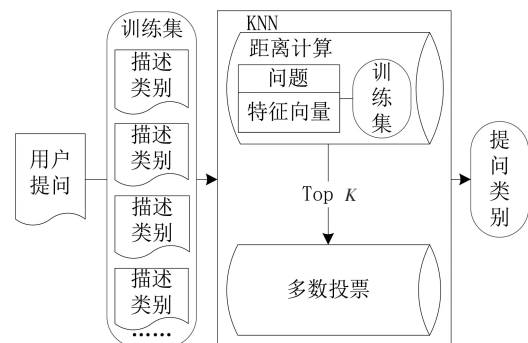 用户
提问
训练集
描述
类别
描述
类别
描述
类别
描述
类别
……
KNN
距离计算
问题
特征向量
训
练
集
Top K
多数投票
提
问
类
别